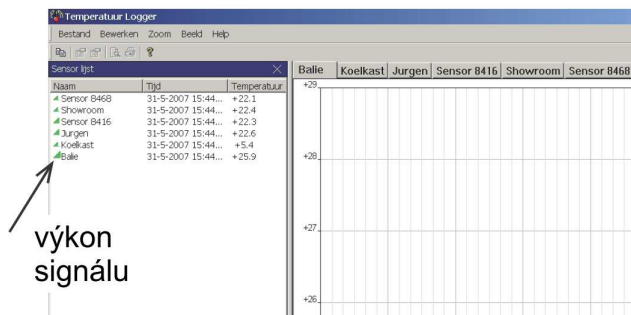 Temperatuur Logger
Bestand Bewerken Zoom Beeld Help
Sensor lijst
Naam Tijd Temperatuur
Sensor 8468 31-5-2007 15:44... +22.1
Showroom 31-5-2007 15:44... +22.4
Sensor 8416 31-5-2007 15:44... +22.3
Jurgen 31-5-2007 15:44... +22.6
Koelkast 31-5-2007 15:44... +5.4
Balie 31-5-2007 15:44... +25.9
výkon
signálu
Balie Koelkast Jurgen Sensor 8416 Showroom Sensor 8468
+29
+28
+27
+26